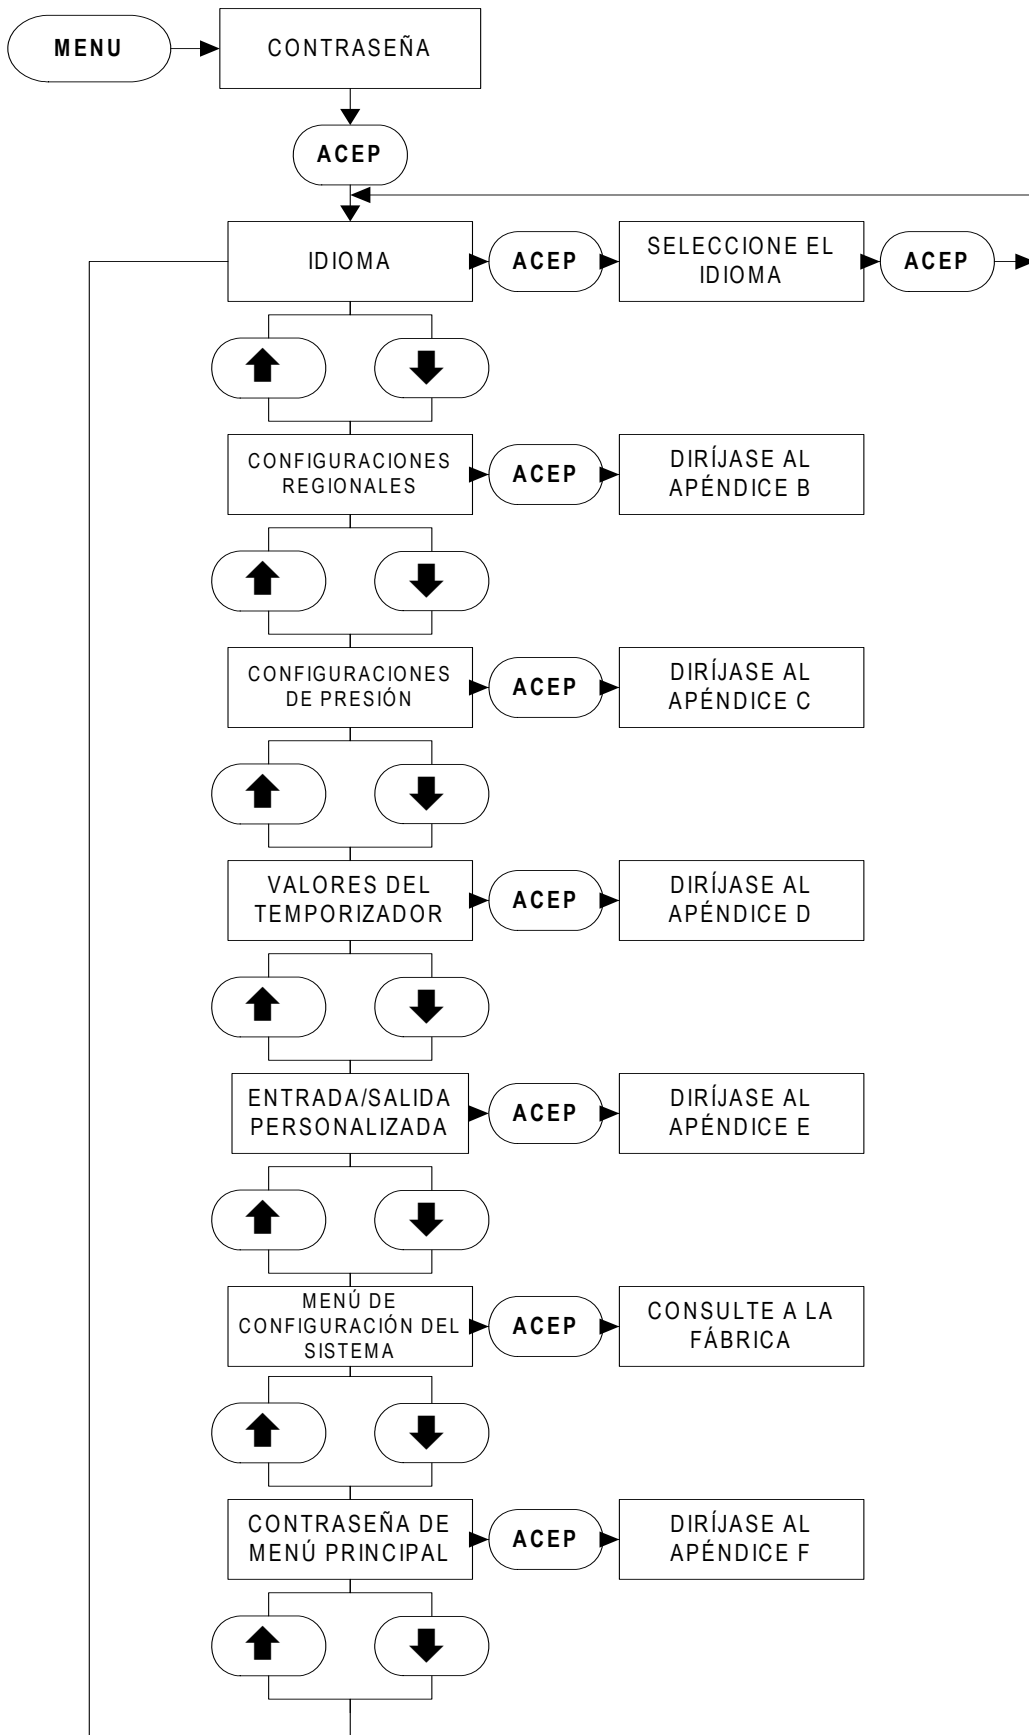 MENU
CONTRASEÑA
ACEP
IDIOMA
ACEP
SELECCIONE EL
IDIOMA
ACEP
CONFIGURACIONES
REGIONALES
ACEP
DIRÍJASE AL
APÉNDICE B
CONFIGURACIONES
DE PRESIÓN
ACEP
DIRÍJASE AL
APÉNDICE C
VALORES DEL
TEMPORIZADOR
ACEP
DIRÍJASE AL
APÉNDICE D
ENTRADA/SALIDA
PERSONALIZADA
ACEP
DIRÍJASE AL
APÉNDICE E
MENÚ DE
CONFIGURACIÓN DEL
SISTEMA
ACEP
CONSULTE A LA
FÁBRICA
CONTRASEÑA DE
MENÚ PRINCIPAL
ACEP
DIRÍJASE AL
APÉNDICE F